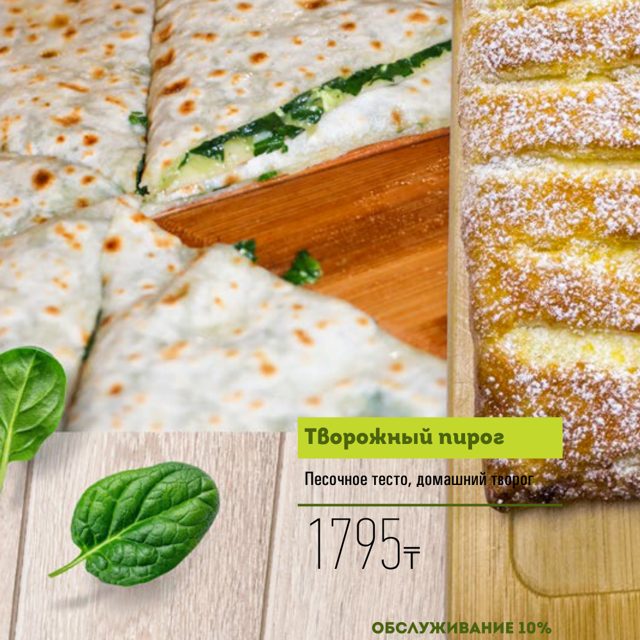 Творожный пирог
Песочное тесто, домашний творог
1795₸
ОБСЛУЖИВАНИЕ 10%